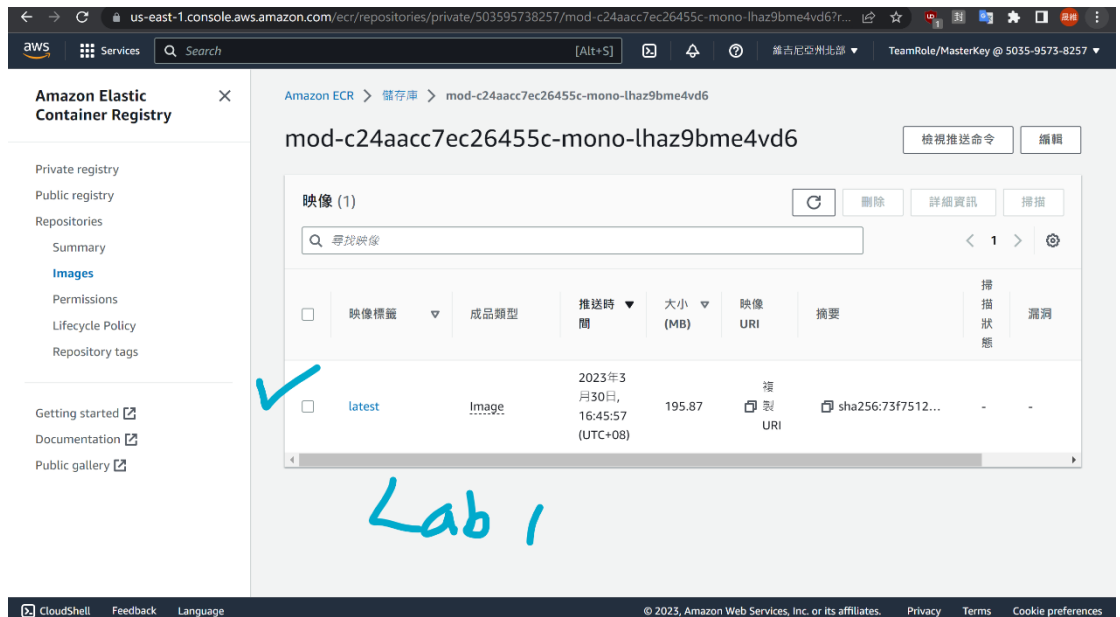 us-east-1.console.aws.amazon.com/ecr/repositories/private/503595738257/mod-c24aacc7ec26455c-mono-lhaz9bme4vd6?r...
aws Services Search [Alt+S] 維吉尼亞州北部 ▼ TeamRole/MasterKey @ 5035-9573-8257 ▼
Amazon Elastic
Container Registry
Private registry
Public registry
Repositories
Summary
Images
Permissions
Lifecycle Policy
Repository tags
Getting started
Documentation
Public gallery
Amazon ECR > 儲存庫 > mod-c24aacc7ec26455c-mono-lhaz9bme4vd6
mod-c24aacc7ec26455c-mono-lhaz9bme4vd6
檢視推送命令 編輯
映像 (1)
刪除 詳細資訊 掃描
尋找映像
1
映像標籤 成品類型 推送時間 大小 (MB) 映像 URI 摘要 掃描狀態 漏洞
latest Image 2023年3月30日, 16:45:57 (UTC+08) 195.87 複製 URI sha256:73f7512... - -
Lab 1
CloudShell Feedback Language © 2023, Amazon Web Services, Inc. or its affiliates. Privacy Terms Cookie preferences